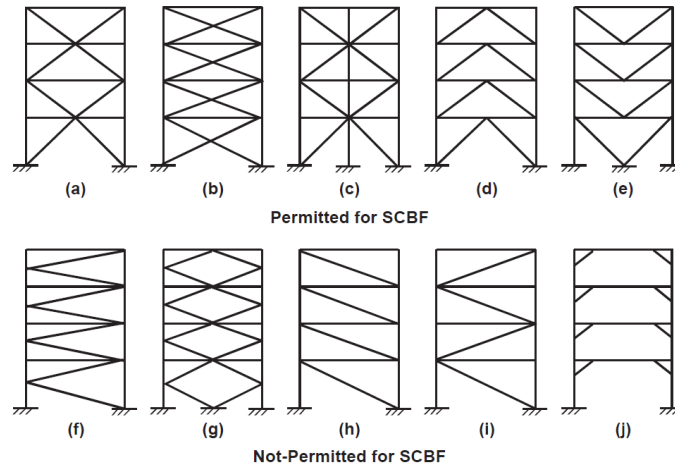 (a) (b) (c) (d) (e)
Permitted for SCBF
(f) (g) (h) (i) (j)
Not-Permitted for SCBF